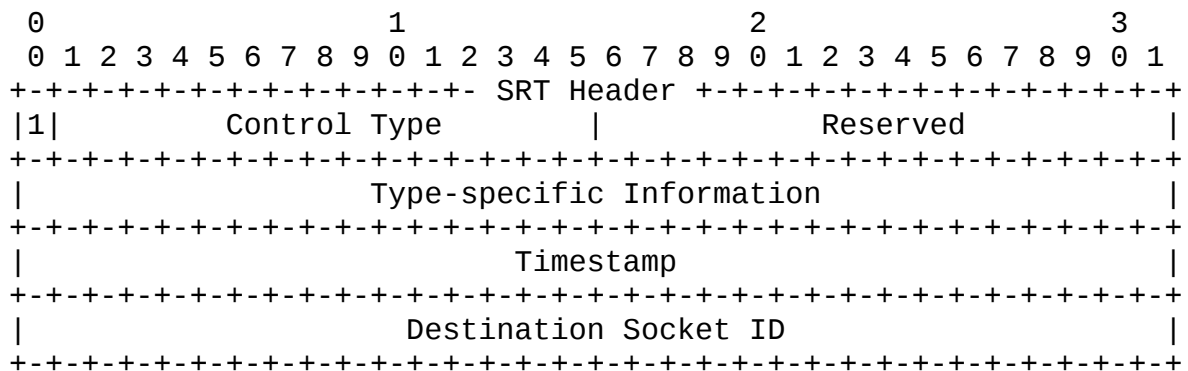 0                   1                   2                   3
 0 1 2 3 4 5 6 7 8 9 0 1 2 3 4 5 6 7 8 9 0 1 2 3 4 5 6 7 8 9 0 1
+-+-+-+-+-+-+-+-+-+-+-+-+- SRT Header +-+-+-+-+-+-+-+-+-+-+-+-+-+
|1|         Control Type        |            Reserved           |
+-+-+-+-+-+-+-+-+-+-+-+-+-+-+-+-+-+-+-+-+-+-+-+-+-+-+-+-+-+-+-+-+
|                   Type-specific Information                   |
+-+-+-+-+-+-+-+-+-+-+-+-+-+-+-+-+-+-+-+-+-+-+-+-+-+-+-+-+-+-+-+-+
|                           Timestamp                           |
+-+-+-+-+-+-+-+-+-+-+-+-+-+-+-+-+-+-+-+-+-+-+-+-+-+-+-+-+-+-+-+-+
|                     Destination Socket ID                     |
+-+-+-+-+-+-+-+-+-+-+-+-+-+-+-+-+-+-+-+-+-+-+-+-+-+-+-+-+-+-+-+-+